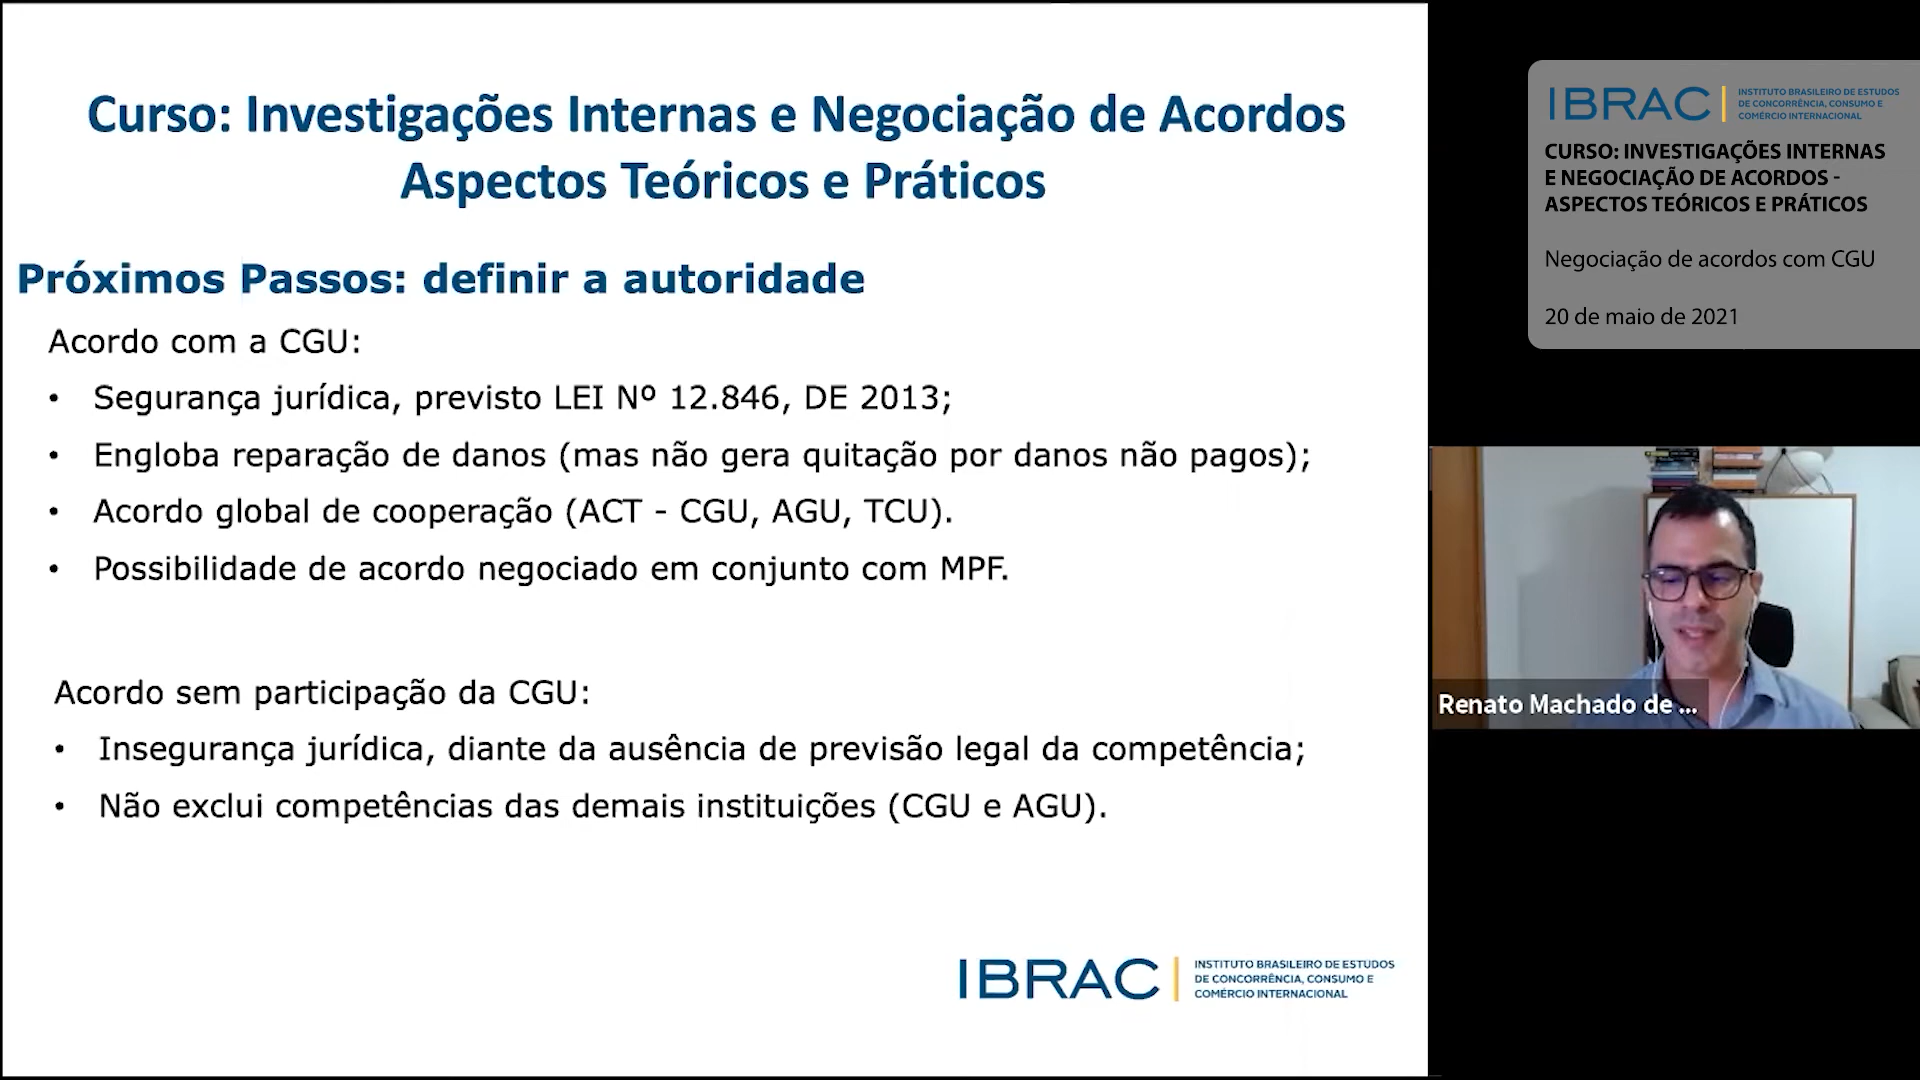 Curso: Investigações Internas e Negociação de Acordos
Aspectos Teóricos e Práticos
Próximos Passos: definir a autoridade
Acordo com a CGU:
• Segurança jurídica, previsto LEI Nº 12.846, DE 2013;
• Engloba reparação de danos (mas não gera quitação por danos não pagos);
• Acordo global de cooperação (ACT - CGU, AGU, TCU).
• Possibilidade de acordo negociado em conjunto com MPF.
Acordo sem participação da CGU:
• Insegurança jurídica, diante da ausência de previsão legal da competência;
• Não exclui competências das demais instituições (CGU e AGU).
IBRAC
INSTITUTO BRASILEIRO DE ESTUDOS
DE CONCORRÊNCIA, CONSUMO E
COMÉRCIO INTERNACIONAL
IBRAC
INSTITUTO BRASILEIRO DE ESTUDOS
DE CONCORRÊNCIA, CONSUMO E
COMÉRCIO INTERNACIONAL
CURSO: INVESTIGAÇÕES INTERNAS
E NEGOCIAÇÃO DE ACORDOS -
ASPECTOS TEÓRICOS E PRÁTICOS
Negociação de acordos com CGU
20 de maio de 2021
Renato Machado de ...